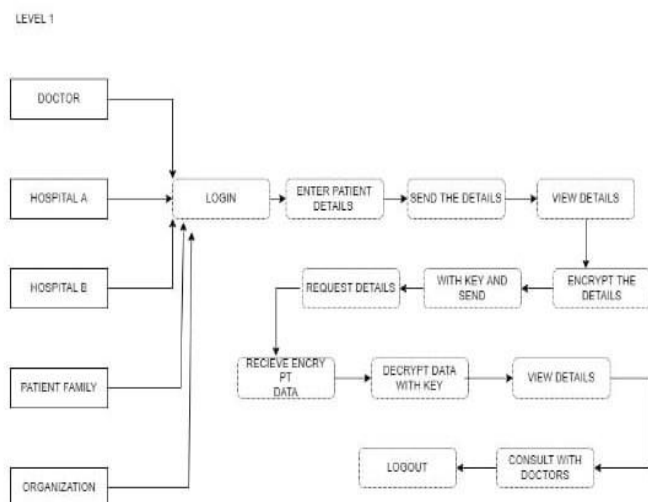 LEVEL 1
DOCTOR
HOSPITAL A
LOGIN
ENTER PATIENT
DETAILS
SEND THE DETAILS
VIEW DETAILS
HOSPITAL B
REQUEST DETAILS
WITH KEY AND
SEND
ENCRYPT THE
DETAILS
PATIENT FAMILY
RECIEVE ENCRY
PT
DATA
DECRYPT DATA
WITH KEY
VIEW DETAILS
ORGANIZATION
LOGOUT
CONSULT WITH
DOCTORS